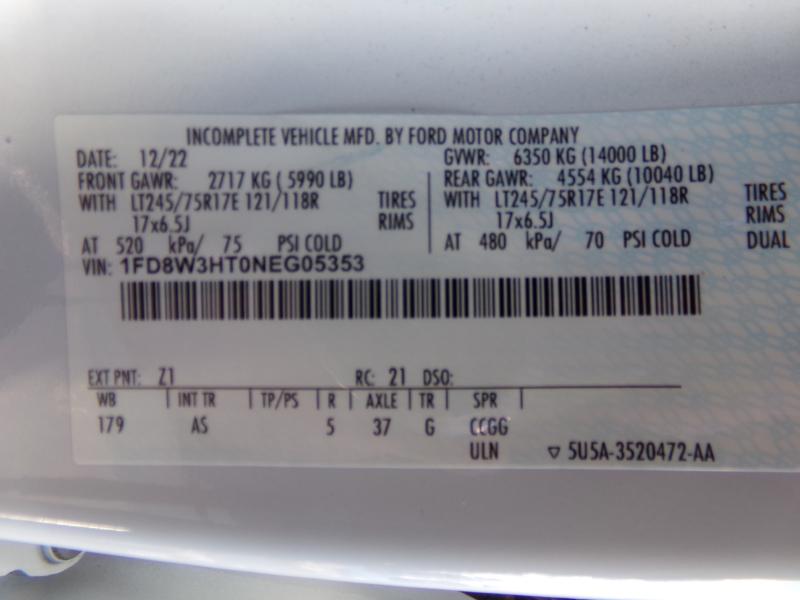 INCOMPLETE VEHICLE MFD. BY FORD MOTOR COMPANY
DATE: 12/22 GVWR: 6350 KG (14000 LB)
FRONT GAWR: 2717 KG ( 5990 LB) REAR GAWR: 4554 KG (10040 LB)
WITH LT245/75R17E 121/118R TIRES WITH LT245/75R17E 121/118R TIRES
17x6.5J RIMS 17x6.5J RIMS
AT 520 kPa/ 75 PSI COLD AT 480 kPa/ 70 PSI COLD DUAL
VIN: 1FD8W3HT0NEG05353
EXT PNT: Z1 RC: 21 DSO:
WB INT TR TP/PS R AXLE TR SPR
179 AS 5 37 G CCGG
ULN ▽ 5U5A-3520472-AA